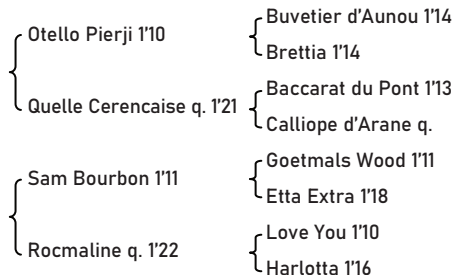 Buvetier d'Aunou 1'14
Otello Pierji 1'10
Brettia 1'14
Baccarat du Pont 1'13
Quelle Cerencaise q. 1'21
Calliope d'Arane q.
Goetmals Wood 1'11
Sam Bourbon 1'11
Etta Extra 1'18
Love You 1'10
Rocmaline q. 1'22
Harlotta 1'16